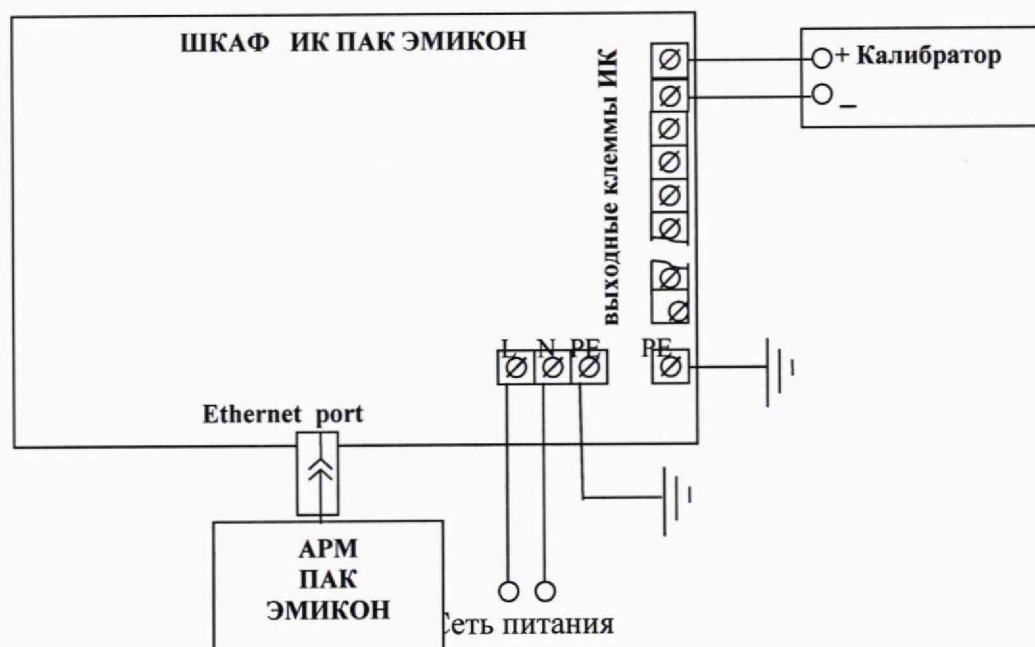 ШКАФ ИК ПАК ЭМИКОН
выходные клеммы ИК
+ Калибратор
–
L N PE PE
Ethernet port
АРМ
ПАК
ЭМИКОН
Сеть питания